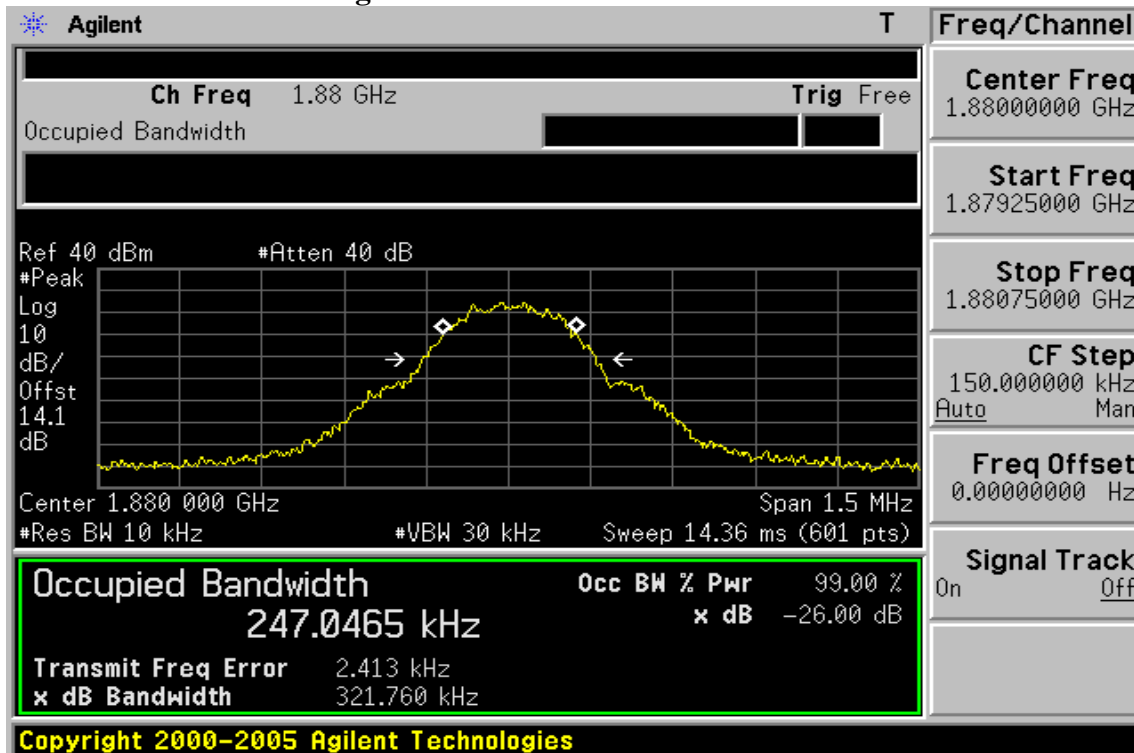 g
Agilent T Freq/Channel
Ch Freq 1.88 GHz Trig Free
Occupied Bandwidth
Center Freq
1.88000000 GHz
Start Freq
1.87925000 GHz
Stop Freq
1.88075000 GHz
CF Step
150.000000 kHz
Auto Man
Freq Offset
0.00000000 Hz
Signal Track
On Off
Ref 40 dBm #Atten 40 dB
#Peak
Log
10
dB/
Offst
14.1
dB
Center 1.880 000 GHz Span 1.5 MHz
#Res BW 10 kHz #VBW 30 kHz Sweep 14.36 ms (601 pts)
Occupied Bandwidth Occ BW % Pwr 99.00 %
247.0465 kHz x dB -26.00 dB
Transmit Freq Error 2.413 kHz
x dB Bandwidth 321.760 kHz
Copyright 2000-2005 Agilent Technologies